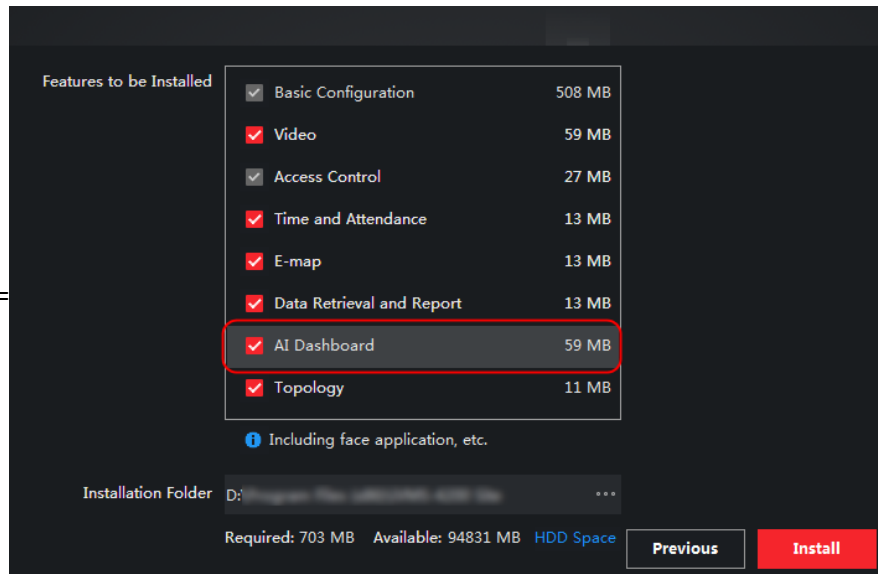 Features to be Installed
Basic Configuration 508 MB
Video 59 MB
Access Control 27 MB
Time and Attendance 13 MB
E-map 13 MB
Data Retrieval and Report 13 MB
AI Dashboard 59 MB
Topology 11 MB
Including face application, etc.
Installation Folder D:
Required: 703 MB Available: 94831 MB HDD Space
Previous Install